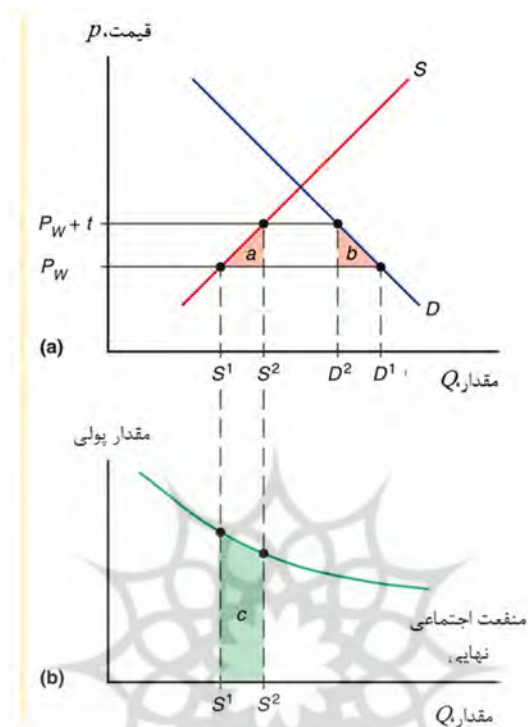 قیمت، p
S
P_W + t
a
b
P_W
D
(a)
S¹ S² D² D¹
مقدار، Q
مقدار پولی
c
منفعت اجتماعی
نهایی
(b)
S¹ S²
مقدار، Q